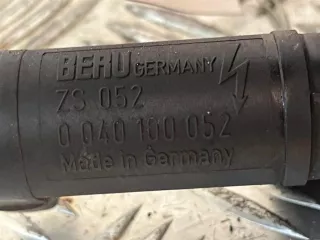 BERU GERMANY
ZS 052
0 040 100 052
Made in Germany